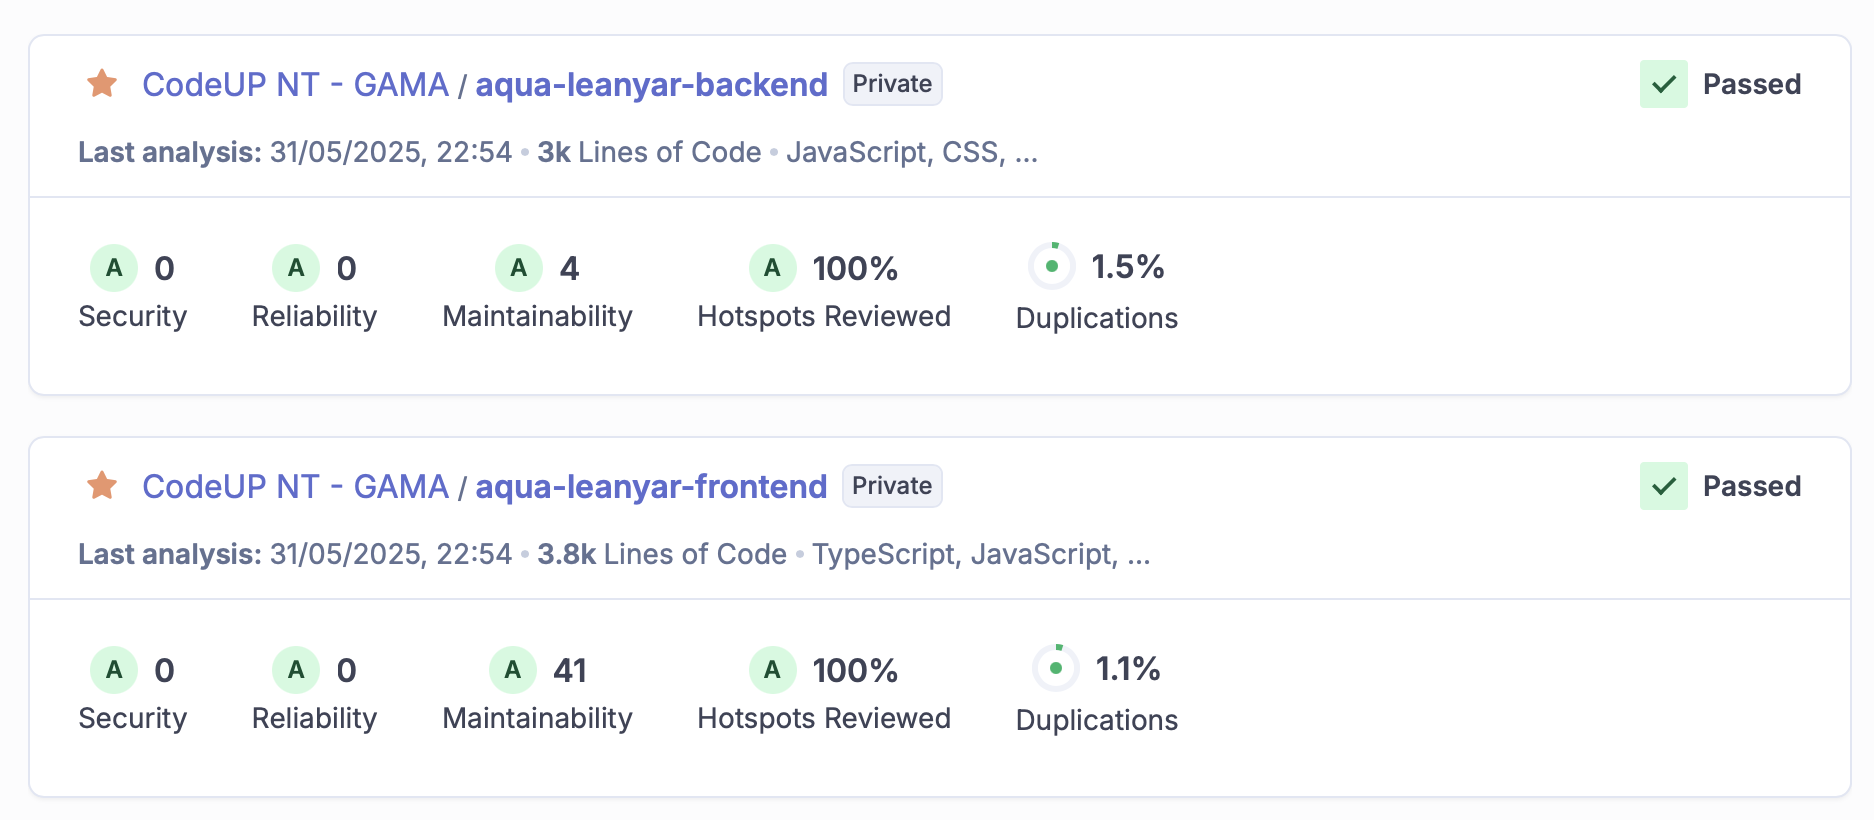 CodeUP NT - GAMA / aqua-leanyar-backend Private Passed
Last analysis: 31/05/2025, 22:54 • 3k Lines of Code • JavaScript, CSS, ...
A 0 A 0 A 4 A 100% 1.5%
Security Reliability Maintainability Hotspots Reviewed Duplications
CodeUP NT - GAMA / aqua-leanyar-frontend Private Passed
Last analysis: 31/05/2025, 22:54 • 3.8k Lines of Code • TypeScript, JavaScript, ...
A 0 A 0 A 41 A 100% 1.1%
Security Reliability Maintainability Hotspots Reviewed Duplications